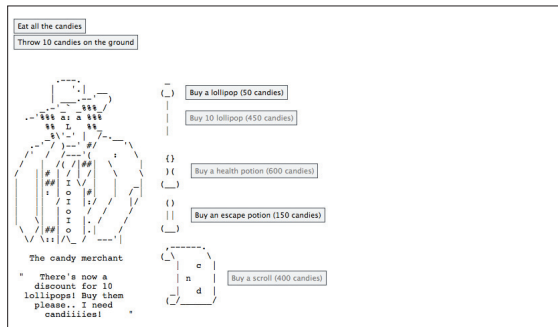 Eat all the candies
Throw 10 candies on the ground
Buy a lollipop (50 candies)
Buy 10 lollipop (450 candies)
Buy a health potion (600 candies)
Buy an escape potion (150 candies)
Buy a scroll (400 candies)
The candy merchant
" There's now a
discount for 10
lollipops! Buy them
please.. I need
candiiiies! "